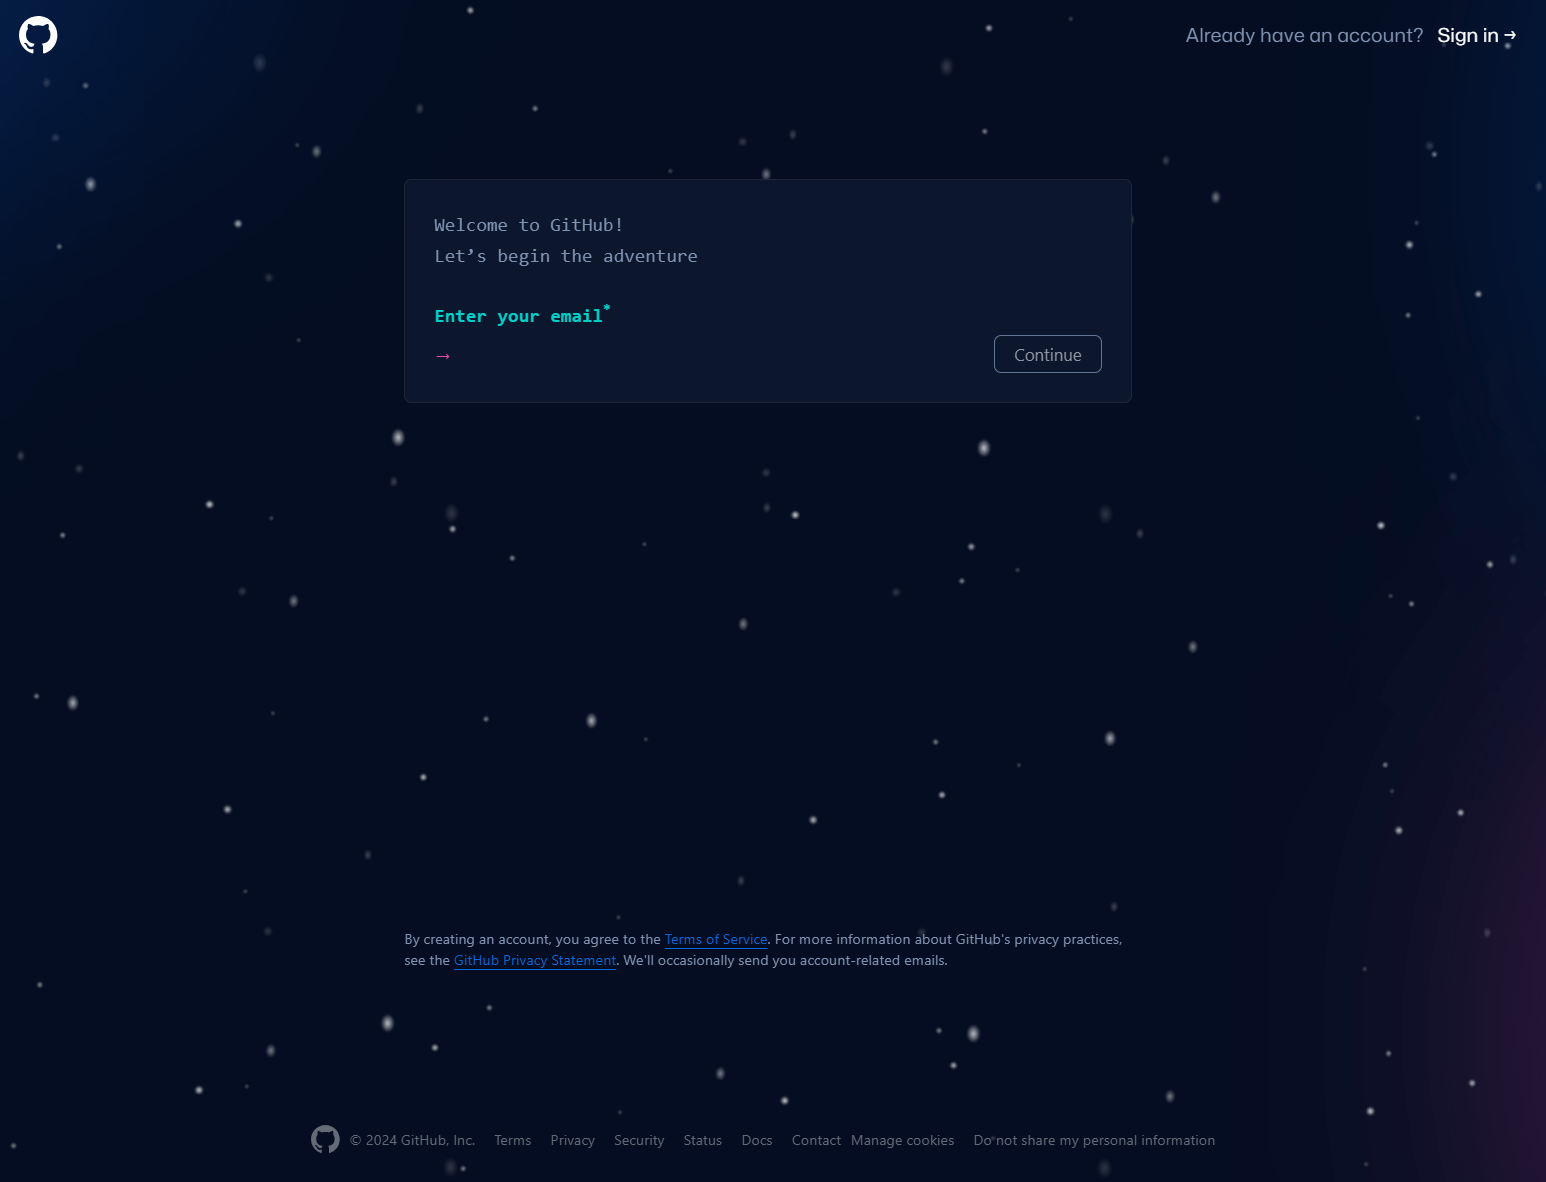 Already have an account? Sign in →
Welcome to GitHub!
Let’s begin the adventure
Enter your email*
→
Continue
By creating an account, you agree to the Terms of Service. For more information about GitHub's privacy practices,
see the GitHub Privacy Statement. We'll occasionally send you account-related emails.
© 2024 GitHub, Inc. Terms Privacy Security Status Docs Contact Manage cookies Do not share my personal information